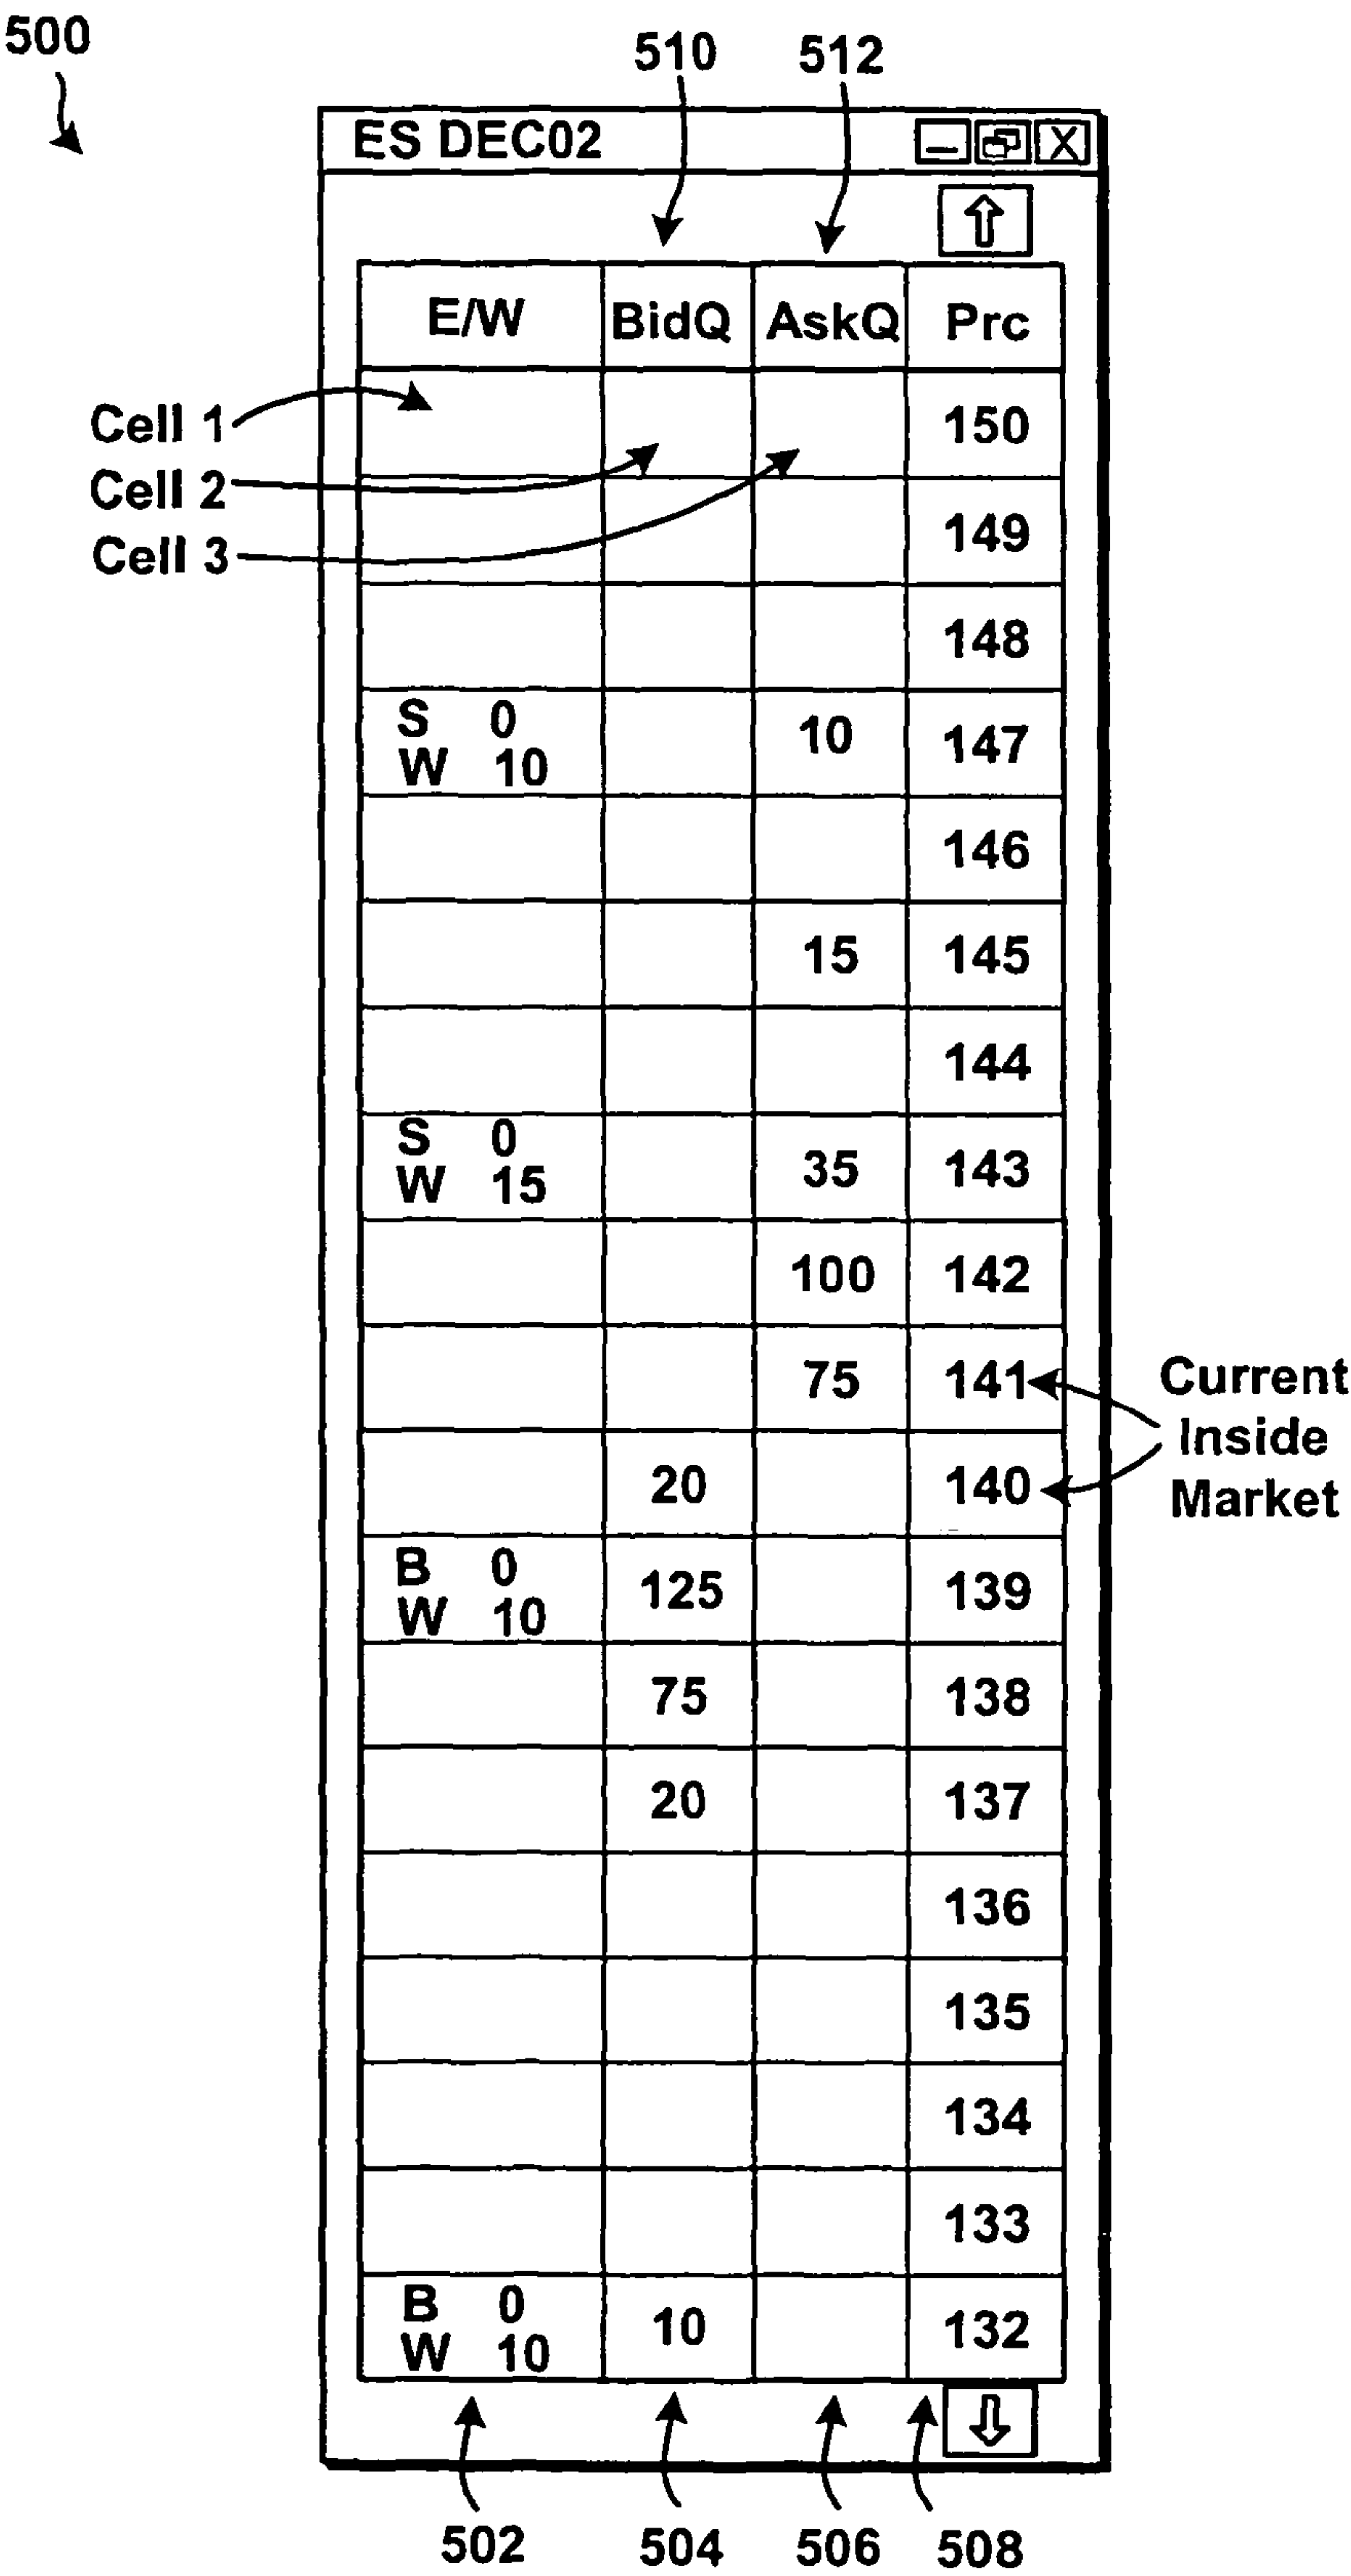 500
510 512
ES DEC02
E/W BidQ AskQ Prc
Cell 1
Cell 2
Cell 3
150
149
148
S 0
W 10
10 147
146
15 145
144
S 0
W 15
35 143
100 142
75 141
20 140
Current
Inside
Market
B 0
W 10
125 139
75 138
20 137
136
135
134
133
B 0
W 10
10 132
502 504 506 508